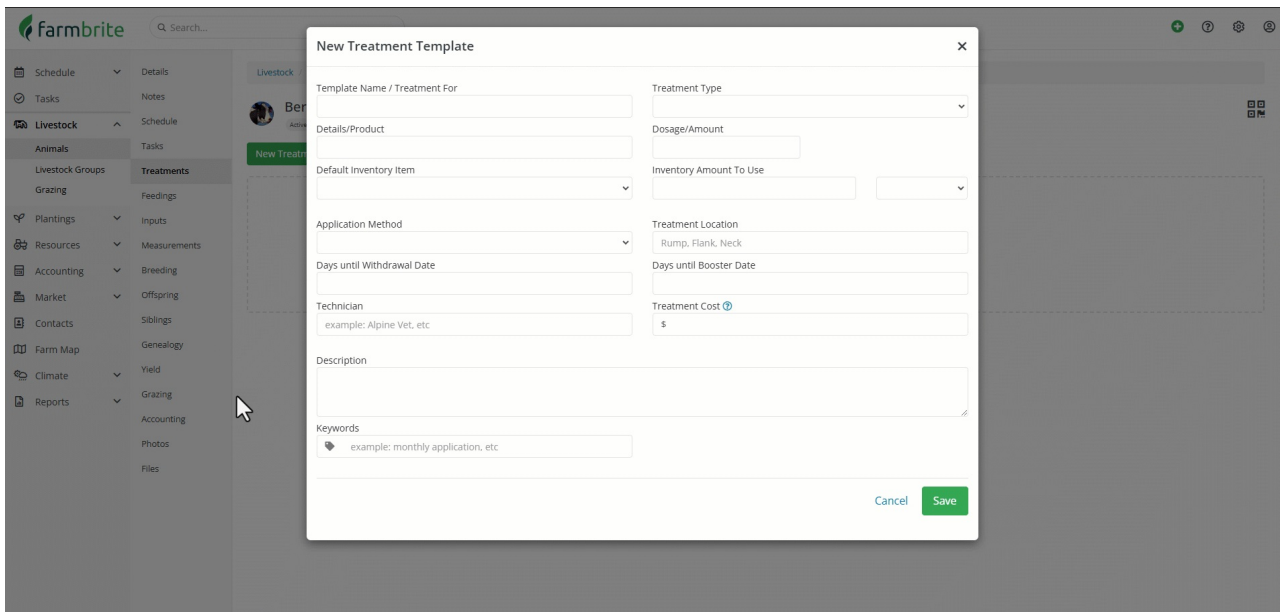 farmbrite
Search...
Schedule
Tasks
Livestock
Animals
Livestock Groups
Grazing
Plantings
Resources
Accounting
Market
Contacts
Farm Map
Climate
Reports
Details
Notes
Schedule
Tasks
Treatments
Feedings
Inputs
Measurements
Breeding
Offspring
Siblings
Genealogy
Yield
Grazing
Accounting
Photos
Files
Livestock
Ber
Active
New Treatm
New Treatment Template
×
Template Name / Treatment For
Treatment Type
Details/Product
Dosage/Amount
Default Inventory Item
Inventory Amount To Use
Application Method
Treatment Location
Rump, Flank, Neck
Days until Withdrawal Date
Days until Booster Date
Technician
Treatment Cost ?
example: Alpine Vet, etc
$
Description
Keywords
example: monthly application, etc
Cancel
Save